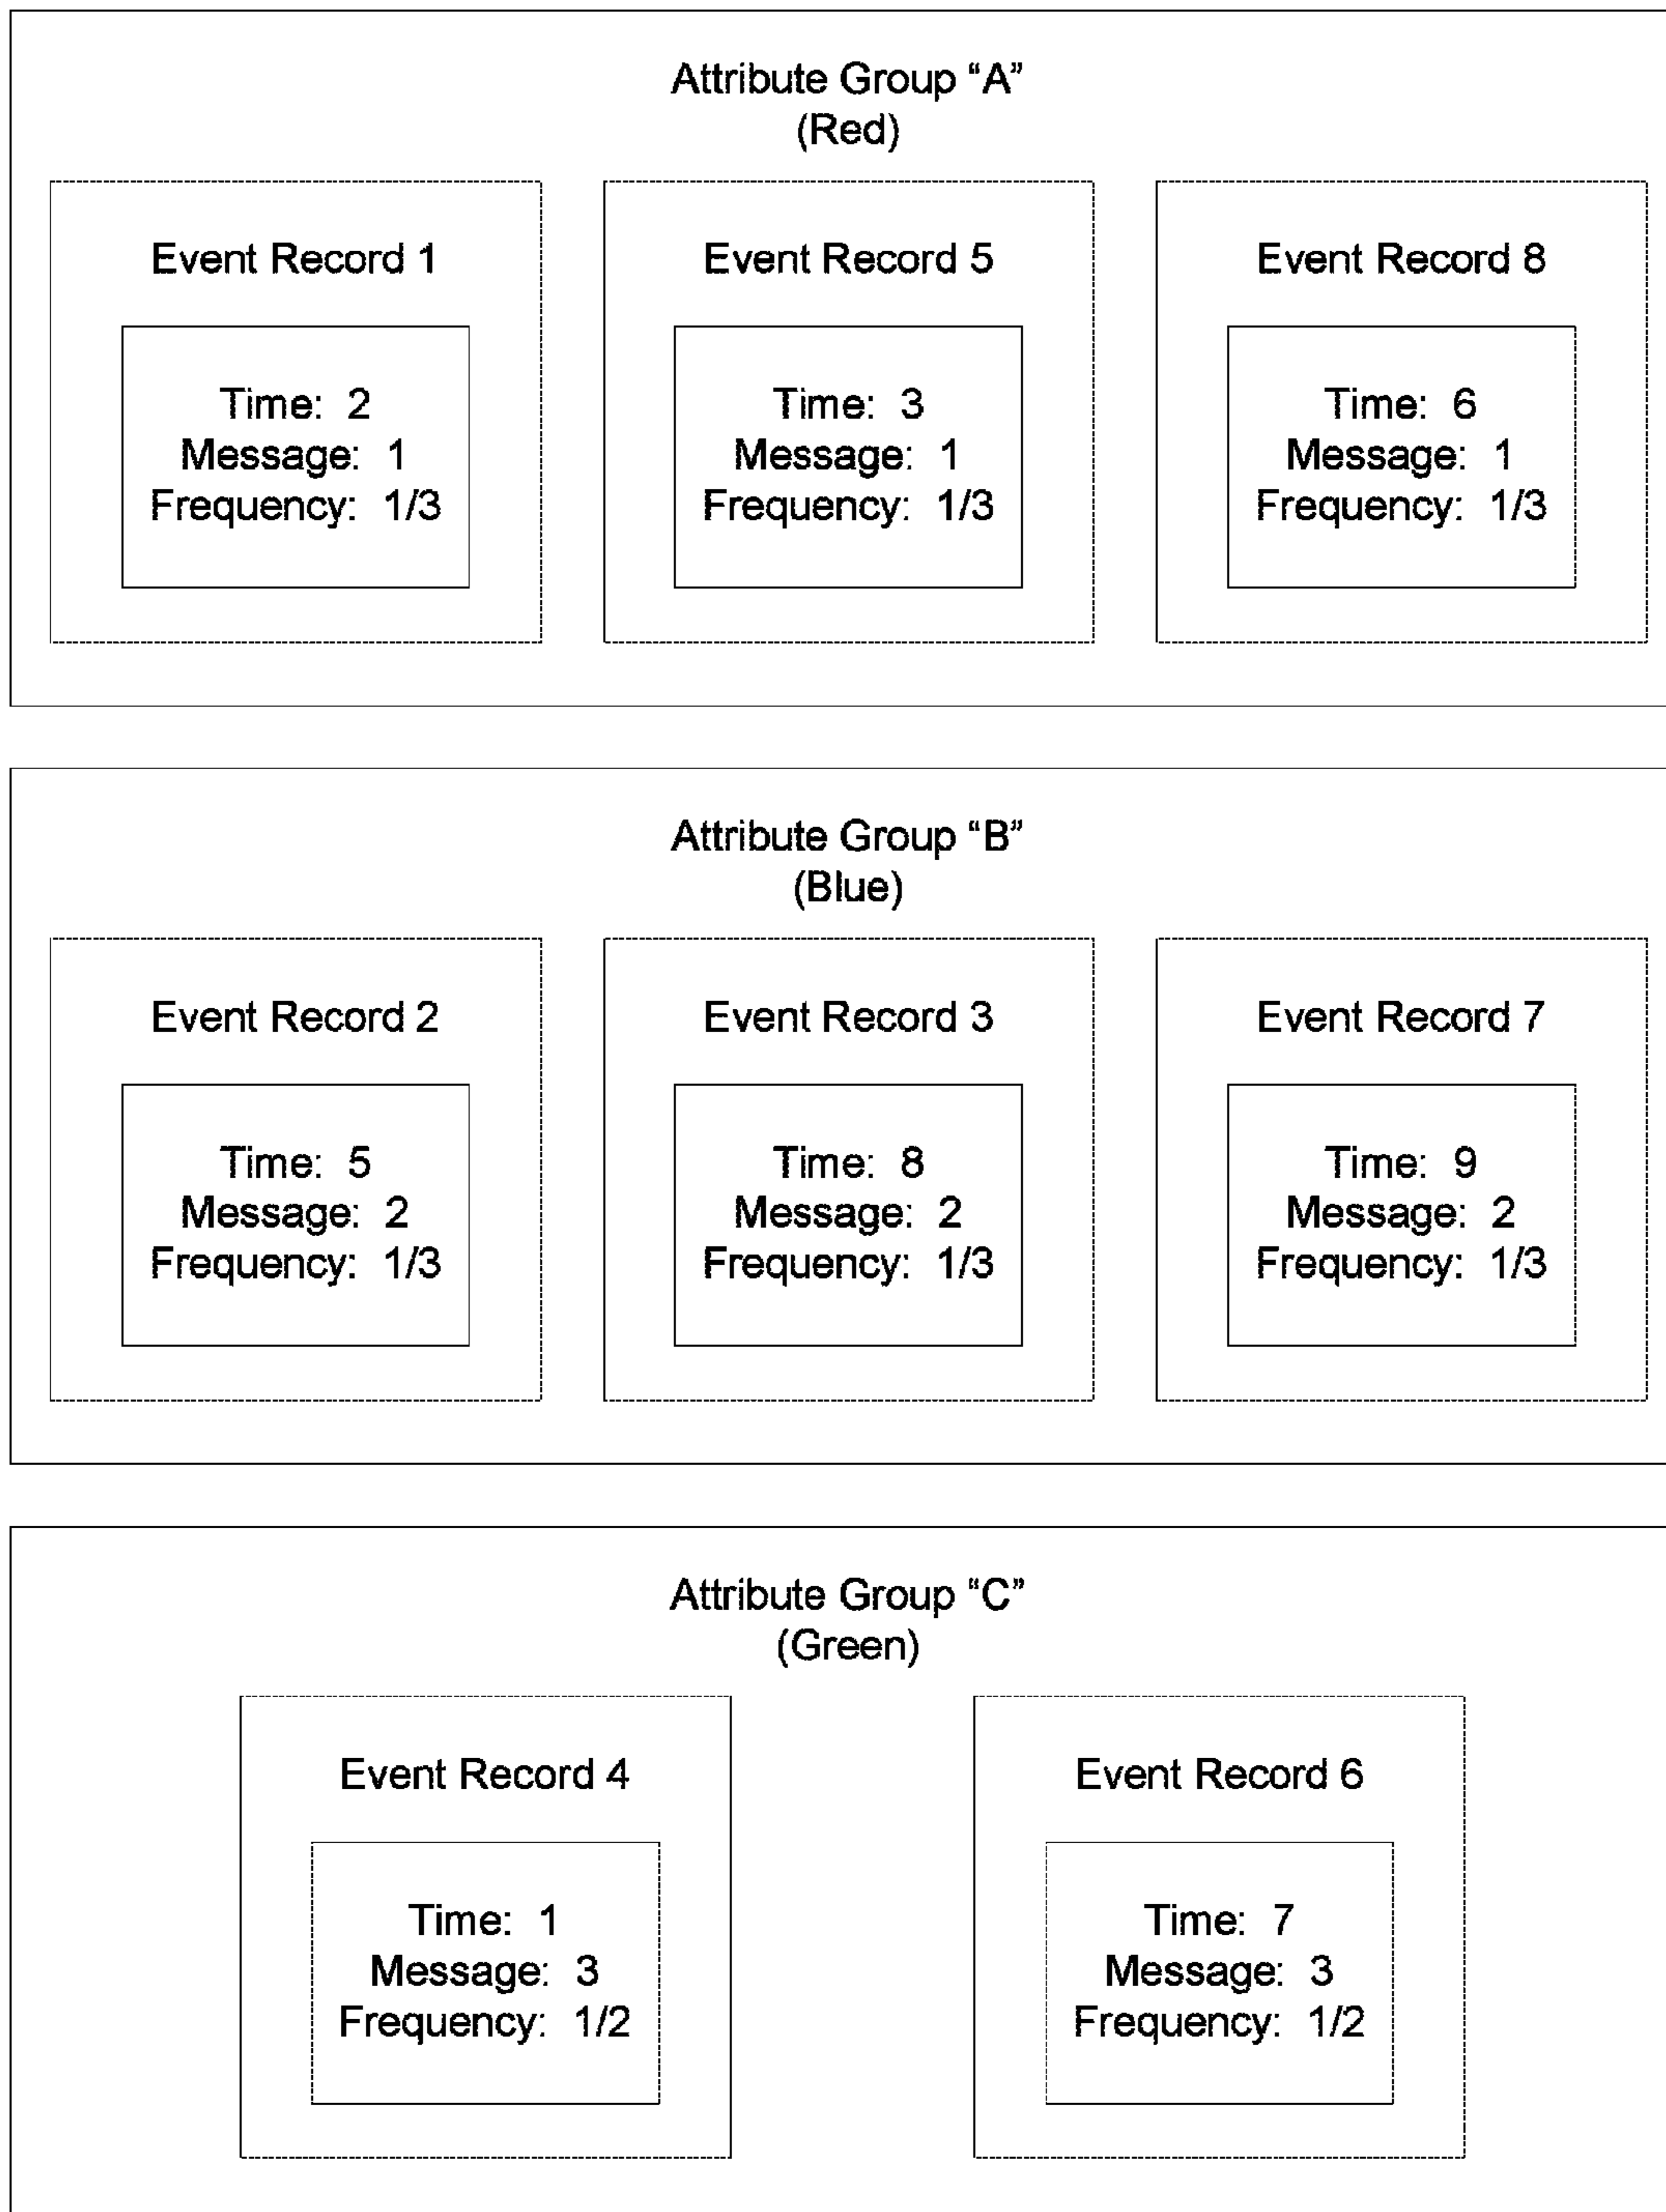 Attribute Group “A”
(Red)
Event Record 1
Time: 2
Message: 1
Frequency: 1/3
Event Record 5
Time: 3
Message: 1
Frequency: 1/3
Event Record 8
Time: 6
Message: 1
Frequency: 1/3
Attribute Group “B”
(Blue)
Event Record 2
Time: 5
Message: 2
Frequency: 1/3
Event Record 3
Time: 8
Message: 2
Frequency: 1/3
Event Record 7
Time: 9
Message: 2
Frequency: 1/3
Attribute Group “C”
(Green)
Event Record 4
Time: 1
Message: 3
Frequency: 1/2
Event Record 6
Time: 7
Message: 3
Frequency: 1/2